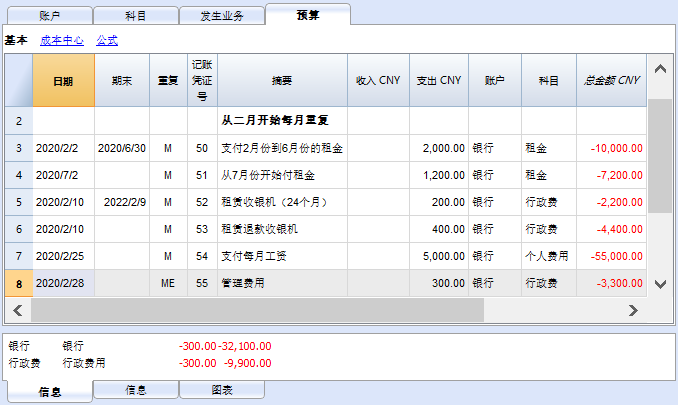 账户 科目 发生业务 预算
基本 成本中心 公式
日期 期末 重复 记账凭证号 摘要 收入 CNY 支出 CNY 账户 科目 总金额 CNY
2 从二月开始每月重复
3 2020/2/2 2020/6/30 M 50 支付2月份到6月份的租金 2,000.00 银行 租金 -10,000.00
4 2020/7/2 M 51 从7月份开始付租金 1,200.00 银行 租金 -7,200.00
5 2020/2/10 2022/2/9 M 52 租赁收银机（24个月） 200.00 银行 行政费 -2,200.00
6 2020/2/10 M 53 租赁退款收银机 400.00 银行 行政费 -4,400.00
7 2020/2/25 M 54 支付每月工资 5,000.00 银行 个人费用 -55,000.00
8 2020/2/28 ME 55 管理费用 300.00 银行 行政费 -3,300.00
银行 银行 -300.00 -32,100.00
行政费 行政费用 -300.00 -9,900.00
信息 信息 图表